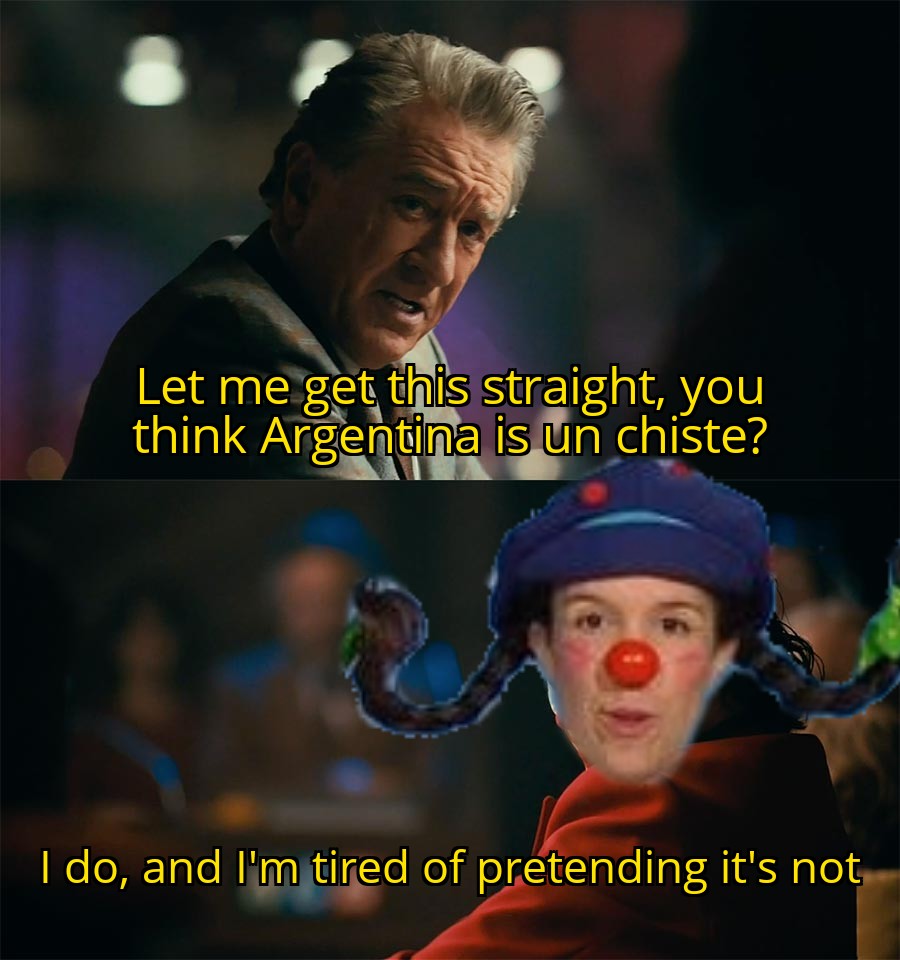 Let me get this straight, you
think Argentina is un chiste?
I do, and I'm tired of pretending it's not